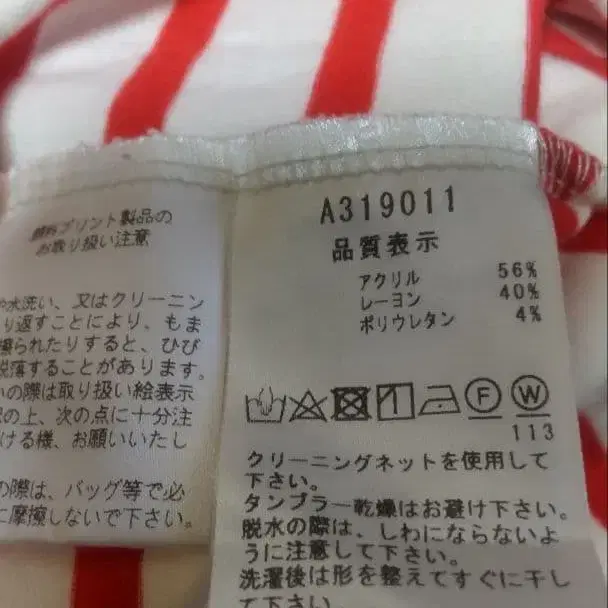 顔料プリント製品の
お取り扱い注意
水洗い、又はクリーニン
り返すことにより、もま
擦られたりすると、ひび
脱落することがあります。
いの際は取り扱い絵表示
の上、次の点に十分注
ける様、お願いいたし
の際は、バッグ等で必
に摩擦しないで下さい。
A319011
品質表示
アクリル 56%
レーヨン 40%
ポリウレタン 4%
F W
113
クリーニングネットを使用して
下さい。
タンブラー乾燥はお避け下さい。
脱水の際は、しわにならないよ
うに注意して下さい。
洗濯後は形を整えてすぐに干し
て下さい。